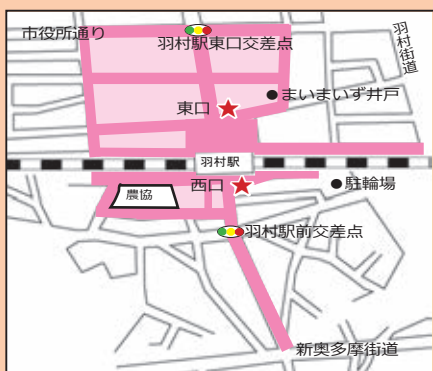 市役所通り
羽村駅東口交差点
羽村街道
まいまいず井戸
東口
羽村駅
西口
駐輪場
農協
羽村駅前交差点
新奥多摩街道